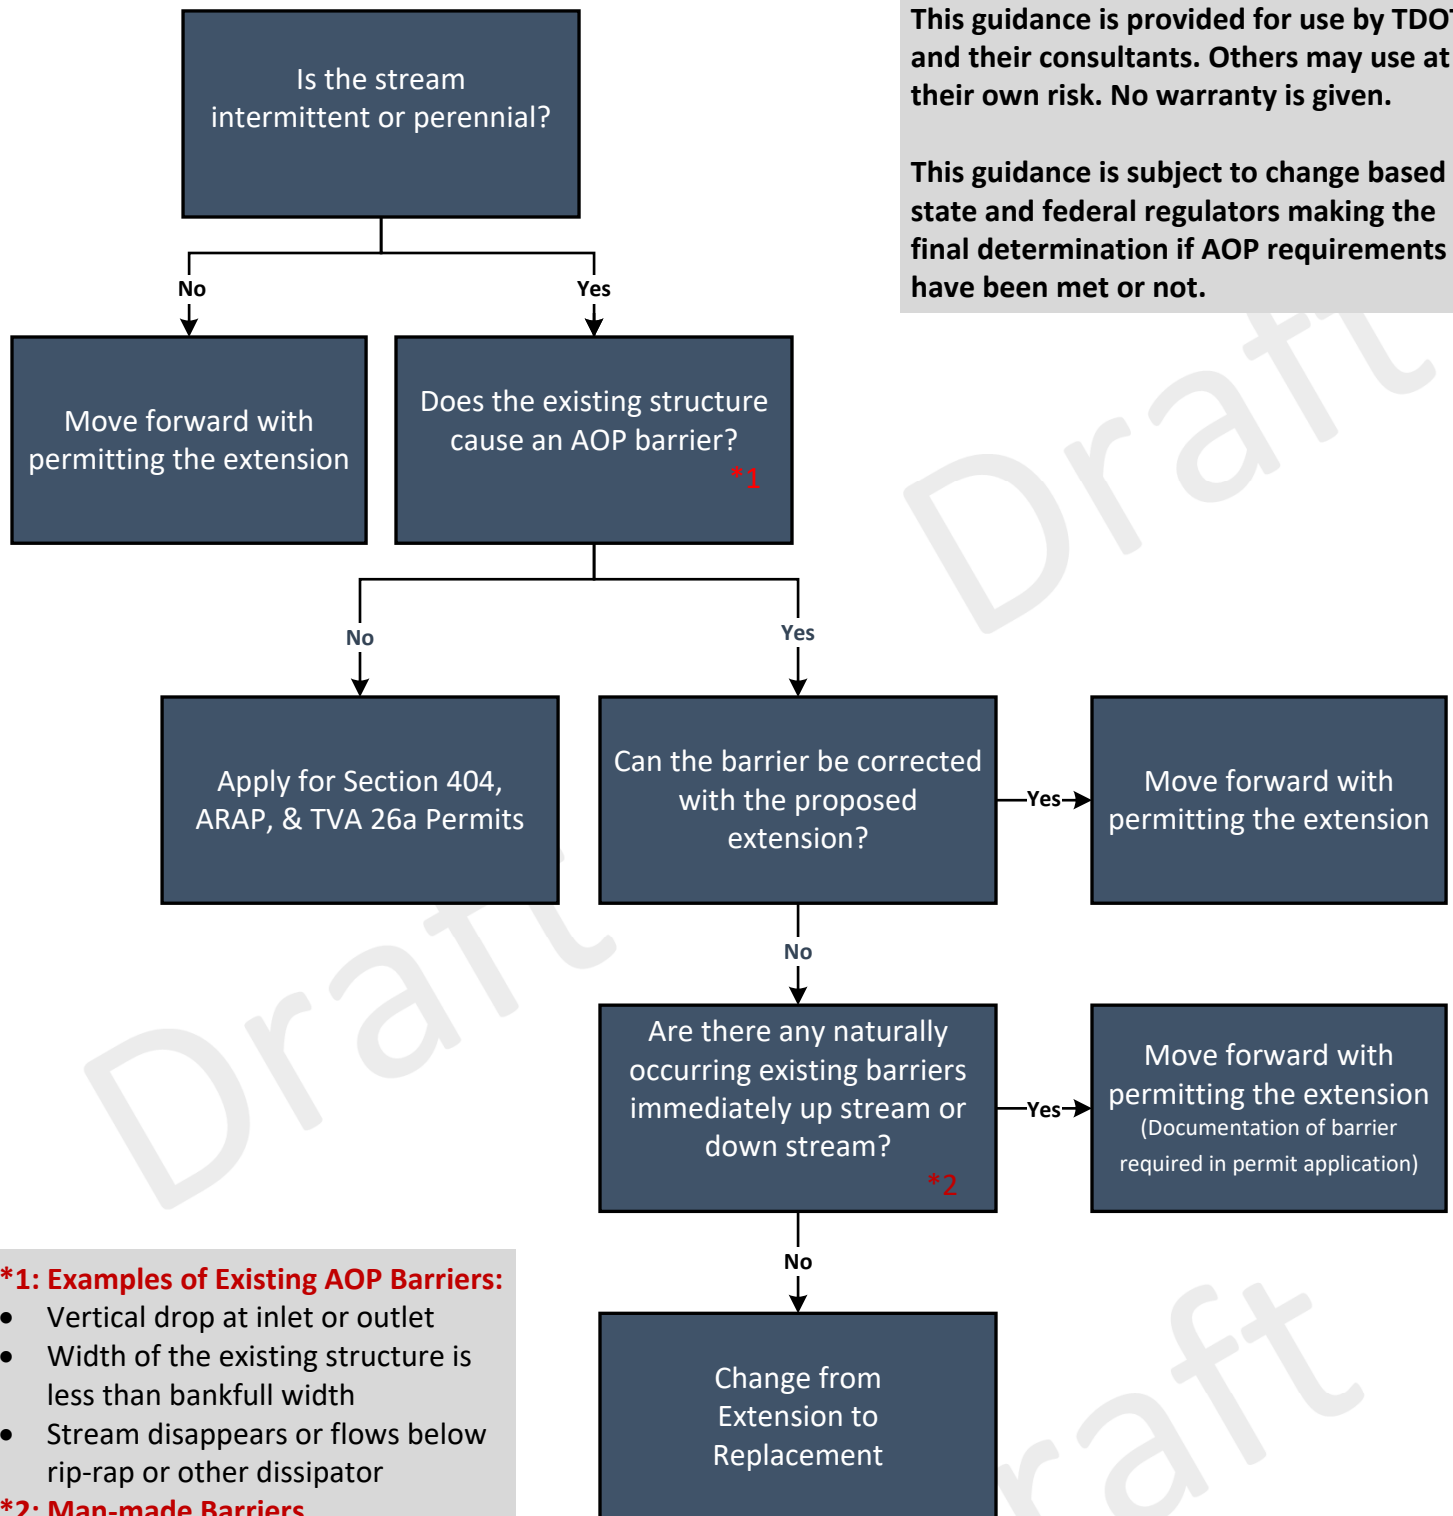 Is the stream
intermittent or perennial?
This guidance is provided for use by TDOT
and their consultants. Others may use at
their own risk. No warranty is given.
This guidance is subject to change based
state and federal regulators making the
final determination if AOP requirements
have been met or not.
No
Yes
Move forward with
permitting the extension
Does the existing structure
cause an AOP barrier?
*1
Draft
No
Yes
Apply for Section 404,
ARAP, & TVA 26a Permits
Can the barrier be corrected
with the proposed
extension?
Yes
Move forward with
permitting the extension
Draft
No
Are there any naturally
occurring existing barriers
immediately up stream or
down stream?
*2
Yes
Move forward with
permitting the extension
(Documentation of barrier
required in permit application)
No
*1: Examples of Existing AOP Barriers:
• Vertical drop at inlet or outlet
• Width of the existing structure is
less than bankfull width
• Stream disappears or flows below
rip-rap or other dissipator
*2: Man-made Barriers
Change from
Extension to
Replacement
Draft